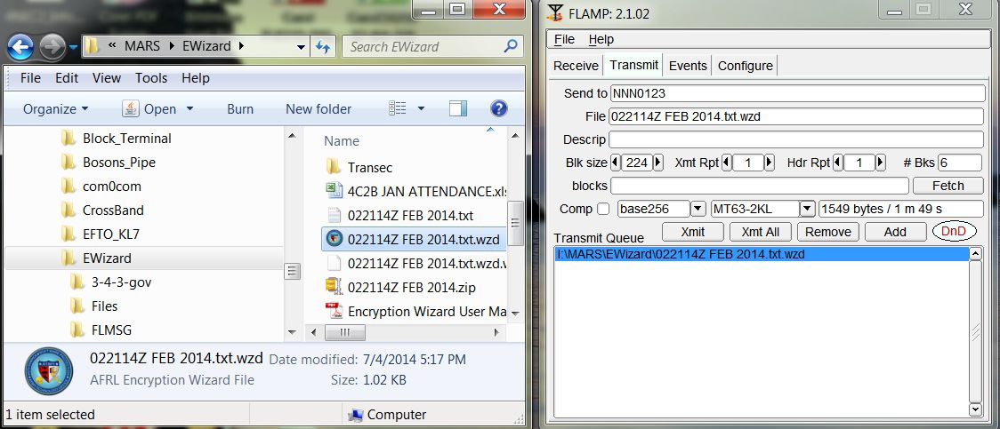 « MARS EWizard
Search EWizard
File Edit View Tools Help
Organize Open Burn New folder
Block_Terminal
Bosons_Pipe
com0com
CrossBand
EFTO_KL7
EWizard
3-4-3-gov
Files
FLMSG
Name
Transec
4C2B JAN ATTENDANCE.xls
022114Z FEB 2014.txt
022114Z FEB 2014.txt.wzd
022114Z FEB 2014.txt.wzd.w
022114Z FEB 2014.zip
Encryption Wizard User Ma
022114Z FEB 2014.txt.wzd Date modified: 7/4/2014 5:17 PM
AFRL Encryption Wizard File Size: 1.02 KB
1 item selected Computer
FLAMP: 2.1.02
File Help
Receive Transmit Events Configure
Send to NNN0123
File 022114Z FEB 2014.txt.wzd
Descrip
Blk size 224 Xmt Rpt 1 Hdr Rpt 1 # Bks 6
blocks Fetch
Comp base256 MT63-2KL 1549 bytes / 1 m 49 s
Transmit Queue Xmit Xmt All Remove Add DnD
I:\MARS\EWizard\022114Z FEB 2014.txt.wzd